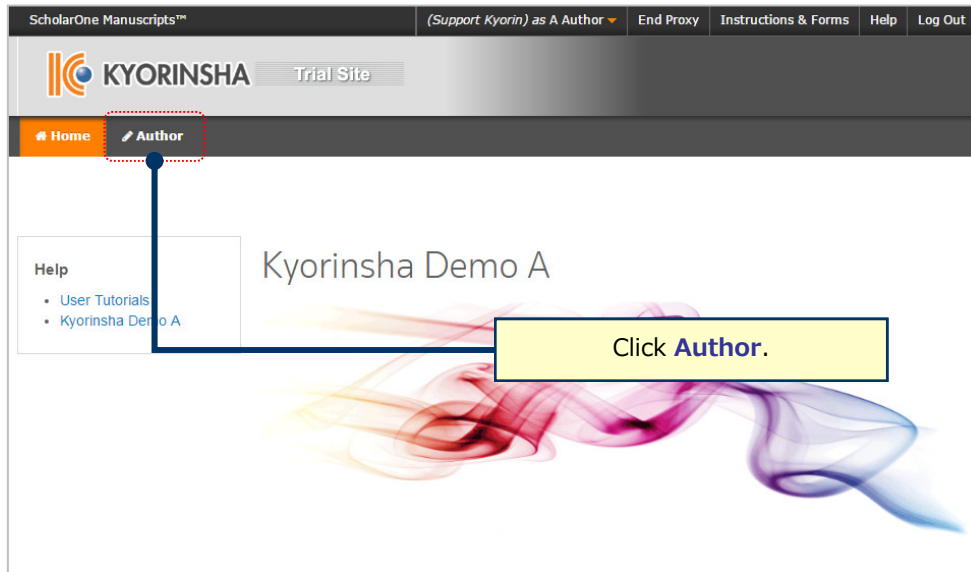 ScholarOne Manuscripts™ (Support Kyorin) as A Author End Proxy Instructions & Forms Help Log Out
KYORINSHA Trial Site
Home Author
Help
User Tutorials
Kyorinsha Demo A
Kyorinsha Demo A
Click Author.